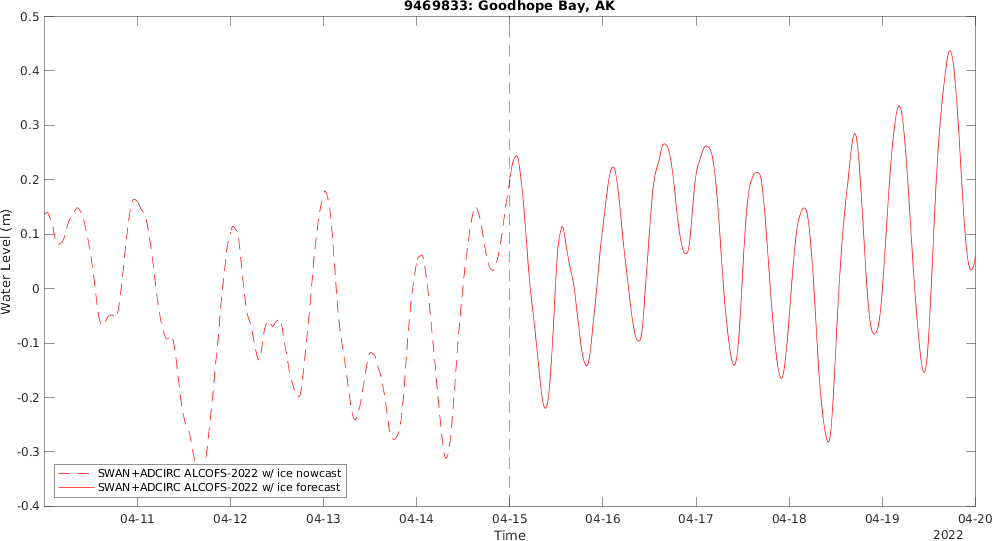 9469833: Goodhope Bay, AK
0.5
0.4
0.3
0.2
0.1
0
-0.1
-0.2
-0.3
-0.4
Water Level (m)
SWAN+ADCIRC ALCOFS-2022 w/ ice nowcast
SWAN+ADCIRC ALCOFS-2022 w/ ice forecast
04-11 04-12 04-13 04-14 04-15 04-16 04-17 04-18 04-19 04-20
Time
2022